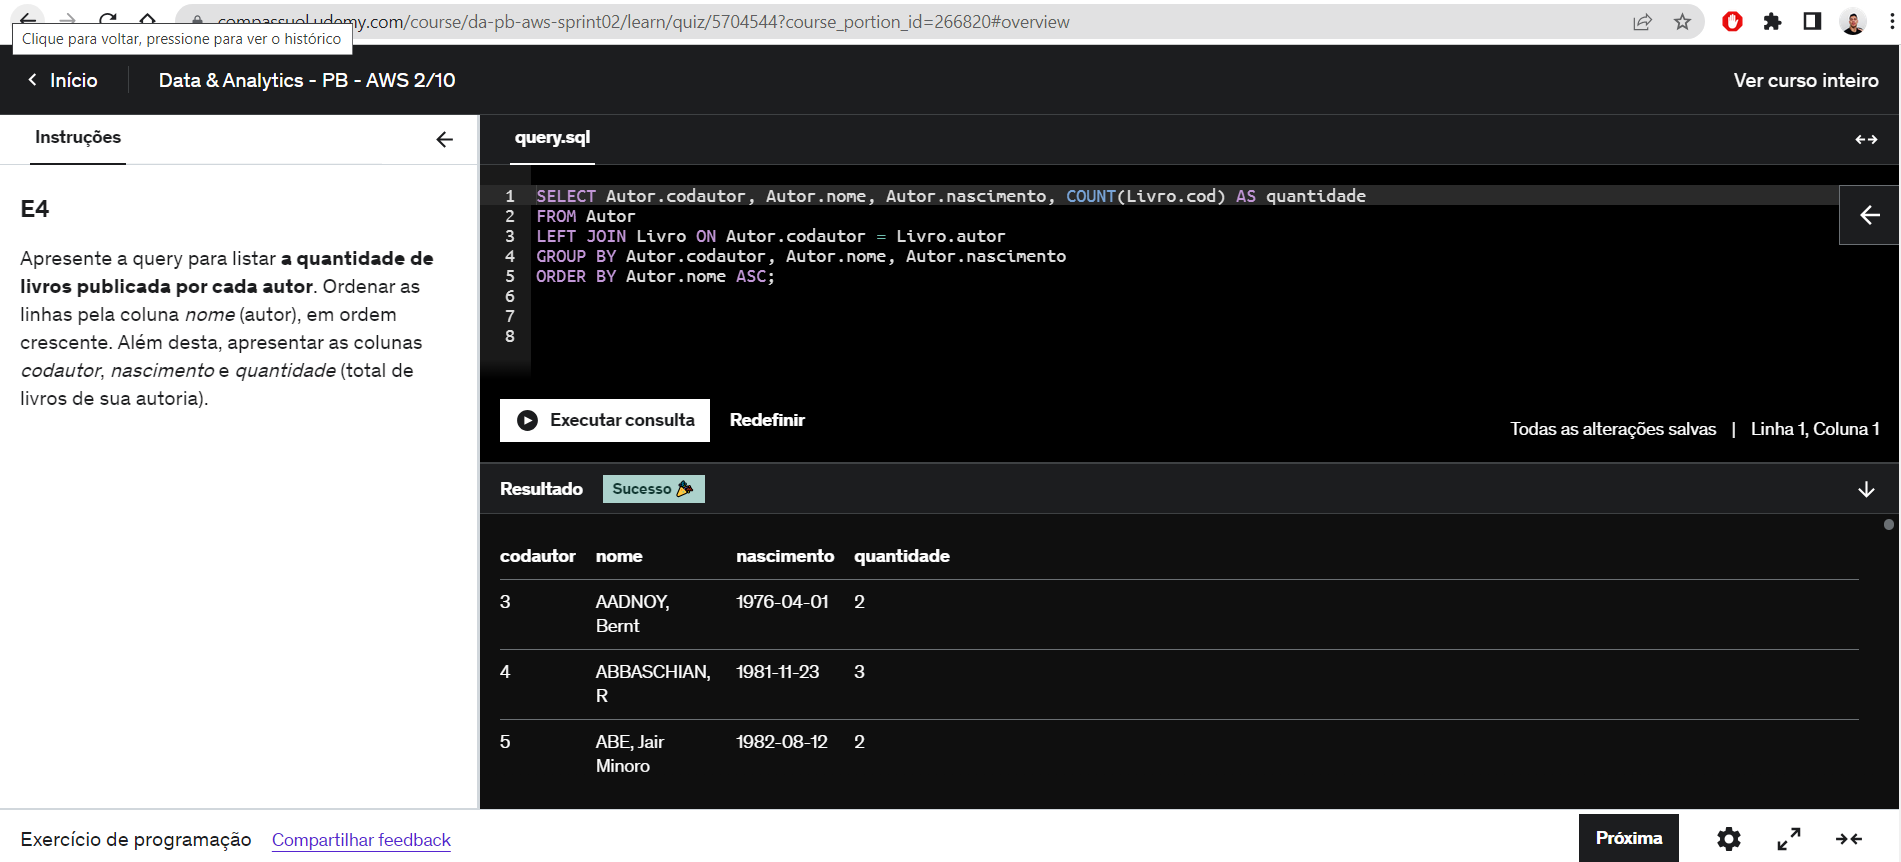 compassuol.udemy.com/course/da-pb-aws-sprint02/learn/quiz/5704544?course_portion_id=266820#overview
Clique para voltar, pressione para ver o histórico
Início
Data & Analytics - PB - AWS 2/10
Ver curso inteiro
Instruções
E4
Apresente a query para listar a quantidade de
livros publicada por cada autor. Ordenar as
linhas pela coluna nome (autor), em ordem
crescente. Além desta, apresentar as colunas
codautor, nascimento e quantidade (total de
livros de sua autoria).
query.sql
1 SELECT Autor.codautor, Autor.nome, Autor.nascimento, COUNT(Livro.cod) AS quantidade
2 FROM Autor
3 LEFT JOIN Livro ON Autor.codautor = Livro.autor
4 GROUP BY Autor.codautor, Autor.nome, Autor.nascimento
5 ORDER BY Autor.nome ASC;
6
7
8
Executar consulta
Redefinir
Todas as alterações salvas | Linha 1, Coluna 1
Resultado
Sucesso
codautor nome nascimento quantidade
3 AADNOY, 1976-04-01 2
Bernt
4 ABBASCHIAN, 1981-11-23 3
R
5 ABE, Jair 1982-08-12 2
Minoro
Exercício de programação
Compartilhar feedback
Próxima